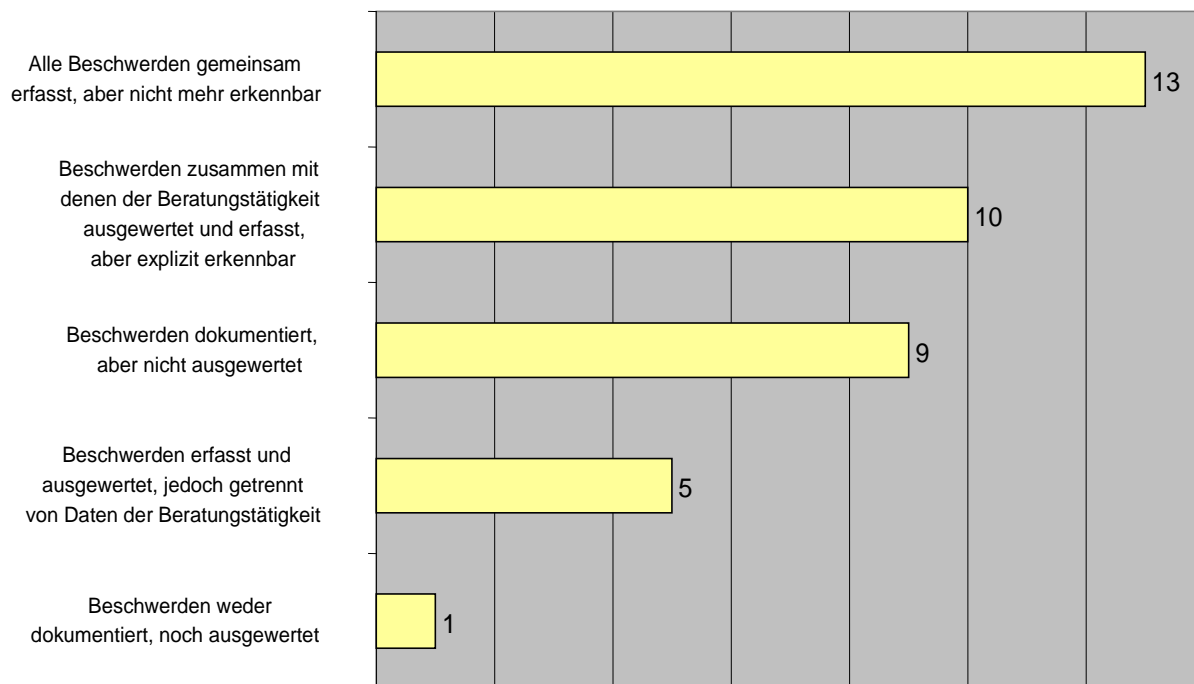 Alle Beschwerden gemeinsam
erfasst, aber nicht mehr erkennbar
13
Beschwerden zusammen mit
denen der Beratungstätigkeit
ausgewertet und erfasst,
aber explizit erkennbar
10
Beschwerden dokumentiert,
aber nicht ausgewertet
9
Beschwerden erfasst und
ausgewertet, jedoch getrennt
von Daten der Beratungstätigkeit
5
Beschwerden weder
dokumentiert, noch ausgewertet
1